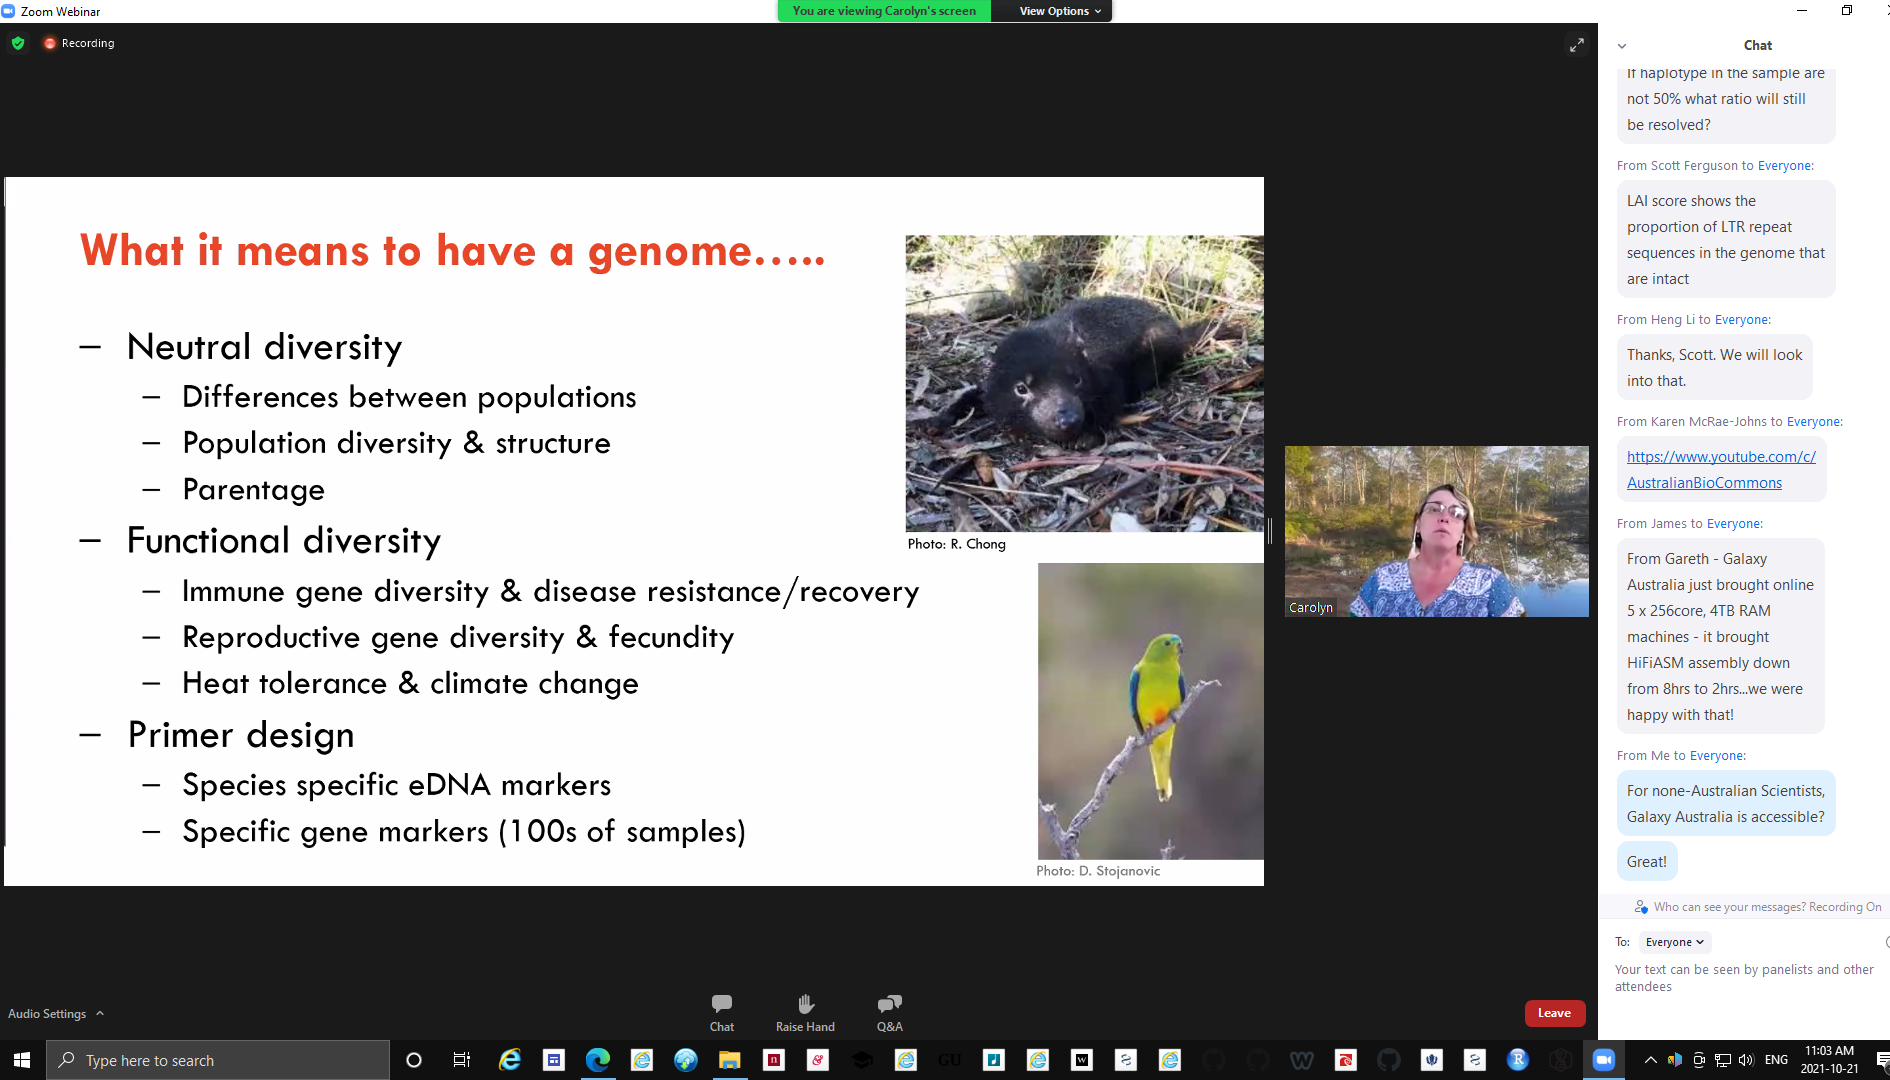 Zoom Webinar
You are viewing Carolyn's screen
View Options
Recording
What it means to have a genome.....
– Neutral diversity
– Differences between populations
– Population diversity & structure
– Parentage
– Functional diversity
– Immune gene diversity & disease resistance/recovery
– Reproductive gene diversity & fecundity
– Heat tolerance & climate change
– Primer design
– Species specific eDNA markers
– Specific gene markers (100s of samples)
Photo: R. Chong
Photo: D. Stojanovic
Carolyn
Chat
If haplotype in the sample are
not 50% what ratio will still
be resolved?
From Scott Ferguson to Everyone:
LAI score shows the
proportion of LTR repeat
sequences in the genome that
are intact
From Heng Li to Everyone:
Thanks, Scott. We will look
into that.
From Karen McRae-Johns to Everyone:
https://www.youtube.com/c/
AustralianBioCommons
From James to Everyone:
From Gareth - Galaxy
Australia just brought online
5 x 256core, 4TB RAM
machines - it brought
HiFiASM assembly down
from 8hrs to 2hrs...we were
happy with that!
From Me to Everyone:
For none-Australian Scientists,
Galaxy Australia is accessible?
Great!
Who can see your messages? Recording On
To: Everyone
Your text can be seen by panelists and other
attendees
Audio Settings
Chat
Raise Hand
Q&A
Leave
Type here to search
GU
ENG
11:03 AM
2021-10-21